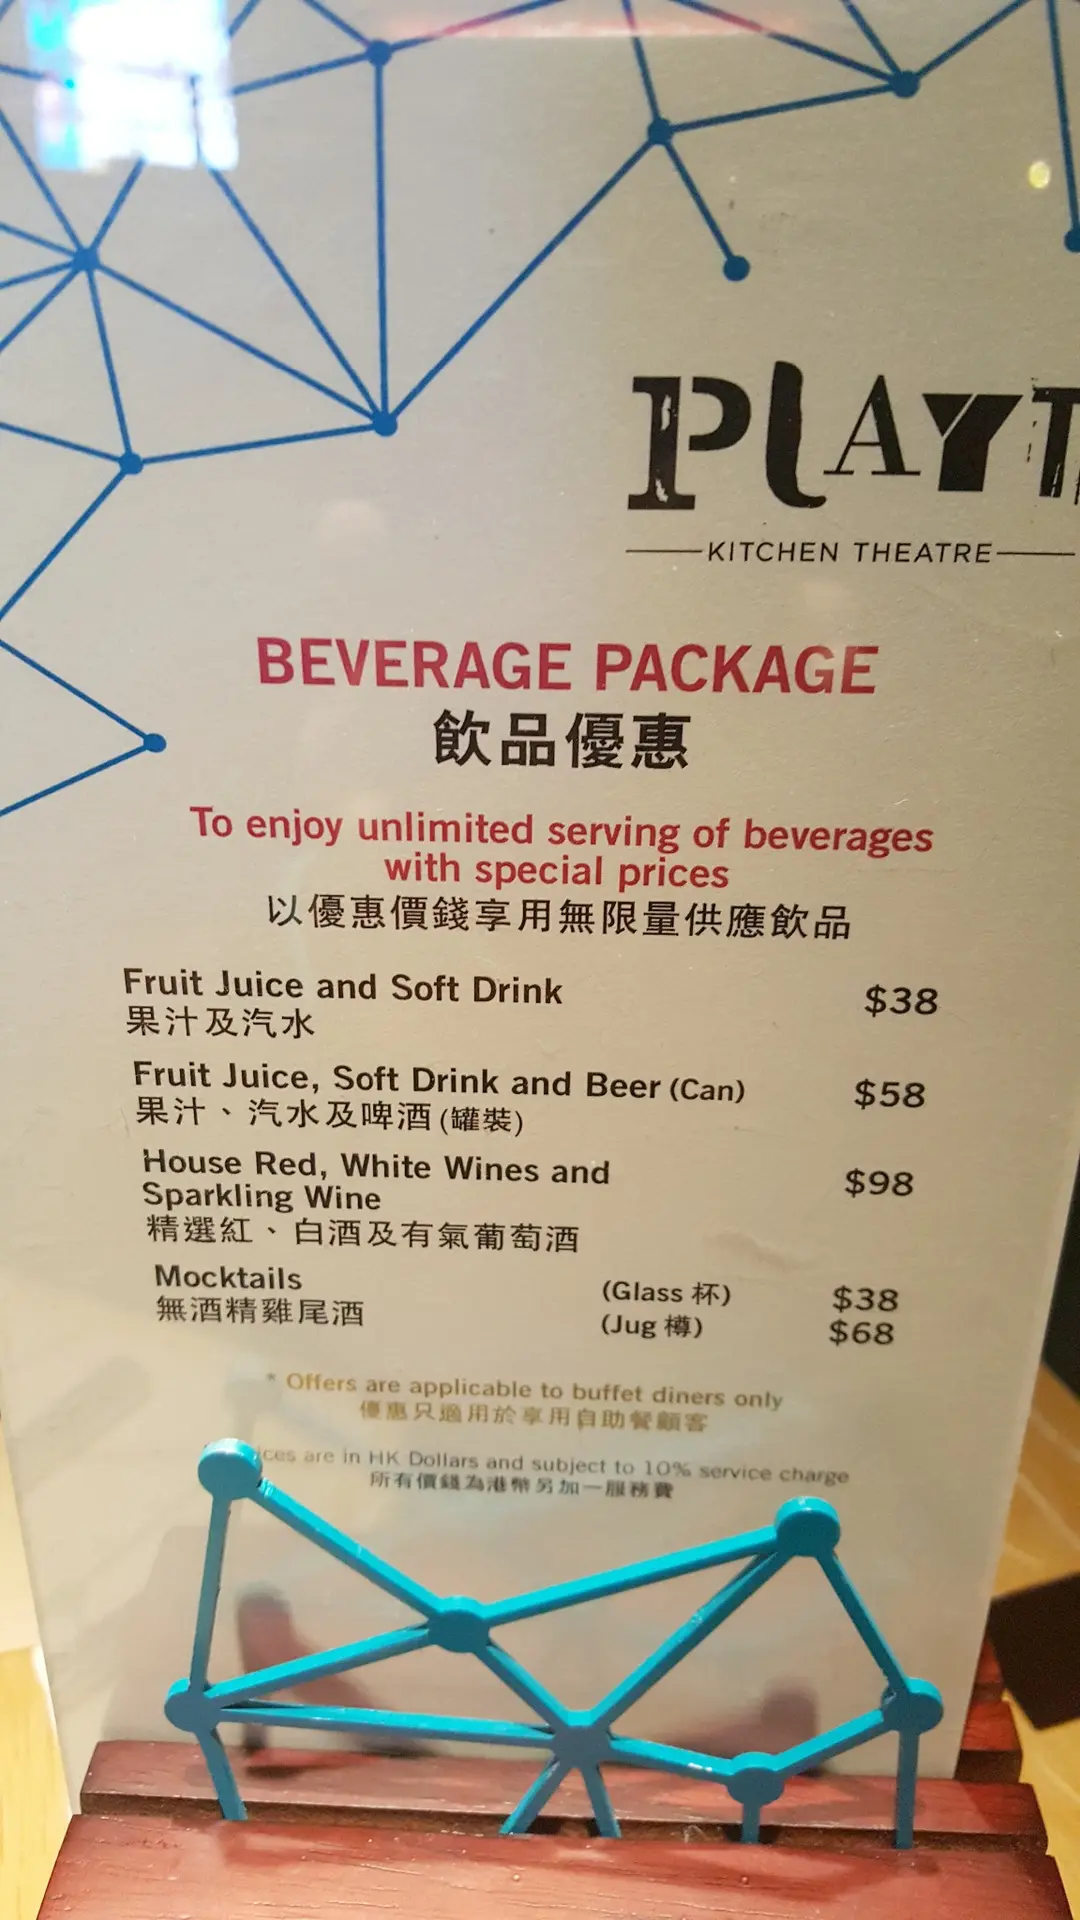 PLAYT
KITCHEN THEATRE
BEVERAGE PACKAGE
飲品優惠
To enjoy unlimited serving of beverages
with special prices
以優惠價錢享用無限量供應飲品
Fruit Juice and Soft Drink $38
果汁及汽水
Fruit Juice, Soft Drink and Beer (Can) $58
果汁、汽水及啤酒 (罐裝)
House Red, White Wines and
Sparkling Wine $98
精選紅、白酒及有氣葡萄酒
Mocktails (Glass 杯) $38
無酒精雞尾酒 (Jug 樽) $68
* Offers are applicable to buffet diners only
優惠只適用於享用自助餐顧客
ices are in HK Dollars and subject to 10% service charge
所有價錢為港幣另加一服務費